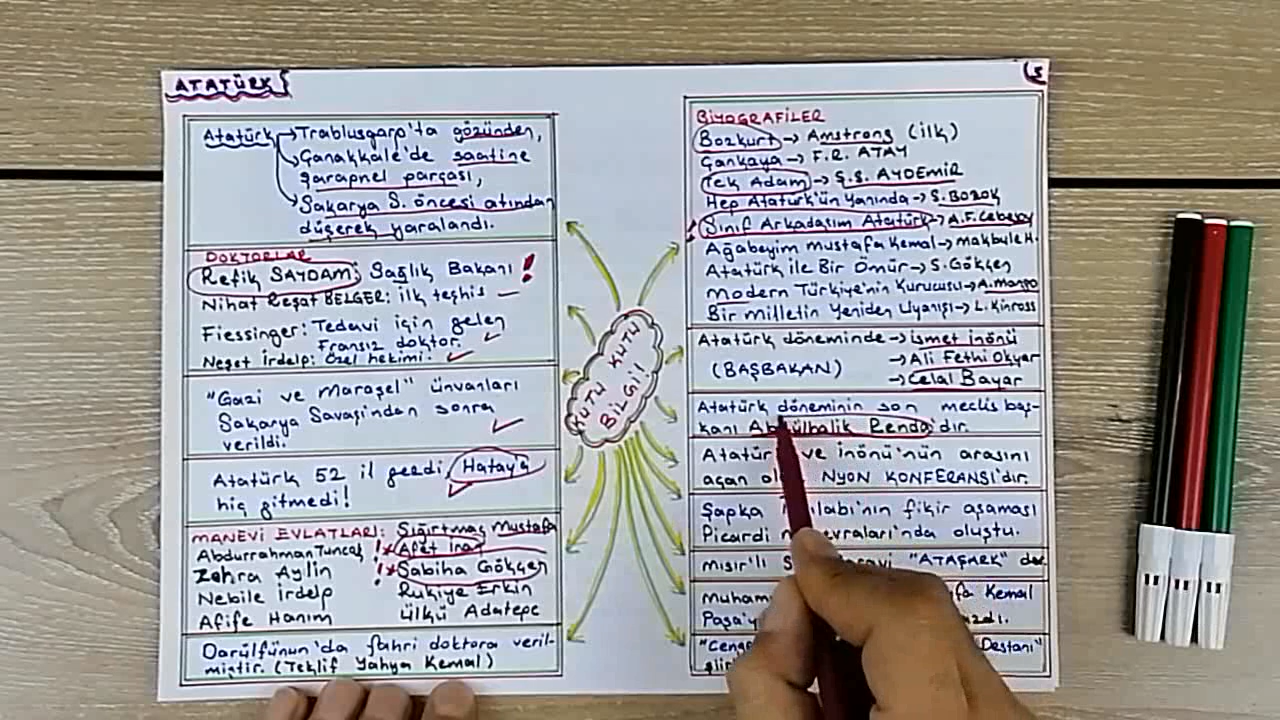 ATATÜRK
Atatürk → Trablusgarp'ta gözünden,
Çanakkale'de saatine
şarapnel parçası,
Sakarya S. öncesi atından
düşerek yaralandı.
DOKTORLAR
Refik SAYDAM; Sağlık Bakanı !
Nihat Reşat BELGER: ilk teşhis
Fiessinger: Tedavi için gelen
Fransız doktor.
Neşet İrdelp: Özel hekimi.
"Gazi ve Mareşel" ünvanları
Sakarya Savaşı'ndan sonra
verildi.
Atatürk 52 il gezdi, Hatay'a
hiç gitmedi!
MANEVİ EVLATLARI: Sığırtmaç Mustafa
Abdurrahman Tuncak ! Afet İnan
Zehra Aylin ! Sabiha Gökçen
Nebile İrdelp Rukiye Erkin
Afife Hanım Ülkü Adatepe
Darülfünun'da fahri doktora veril-
miştir. (Teklif Yahya Kemal)
KUTU KUTU
BİLGİ!
BİYOGRAFİLER
Bozkurt → Amstrong (ilk)
Çankaya → F.R. ATAY
Tek Adam → Ş.S. AYDEMİR
Hep Atatürk'ün Yanında → S. BOZOK
! Sınıf Arkadaşım Atatürk → A.F. Cebesoy
Ağabeyim Mustafa Kemal → Makbule H.
Atatürk ile Bir Ömür → S. Gökçen
Modern Türkiye'nin Kurucusu → A. Mango
Bir Milletin Yeniden Uyanışı → L. Kinross
Atatürk döneminde → İsmet İnönü
(BAŞBAKAN) → Ali Fethi Okyar
→ Celal Bayar
Atatürk döneminin son meclis baş-
kanı Abdülhalik Renda'dır.
Atatürk ve İnönü'nün arasını
açan NYON KONFERANSI'dır.
Şapka fikir aşaması
Picardi oluştu.
Mısır'lı "ATAŞARK"
Kemal
Paşa'y
Destanı"